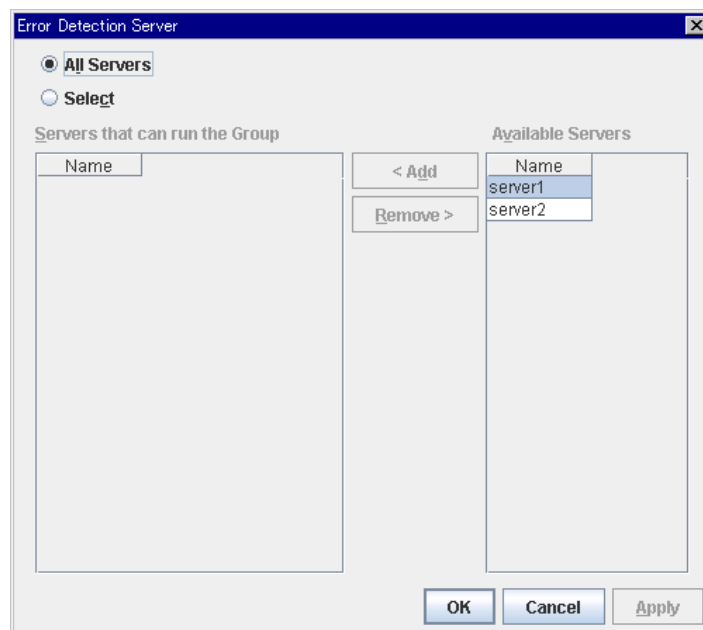 Error Detection Server
All Servers
Select
Servers that can run the Group
Available Servers
Name
< Add
Remove >
Name
server1
server2
OK
Cancel
Apply